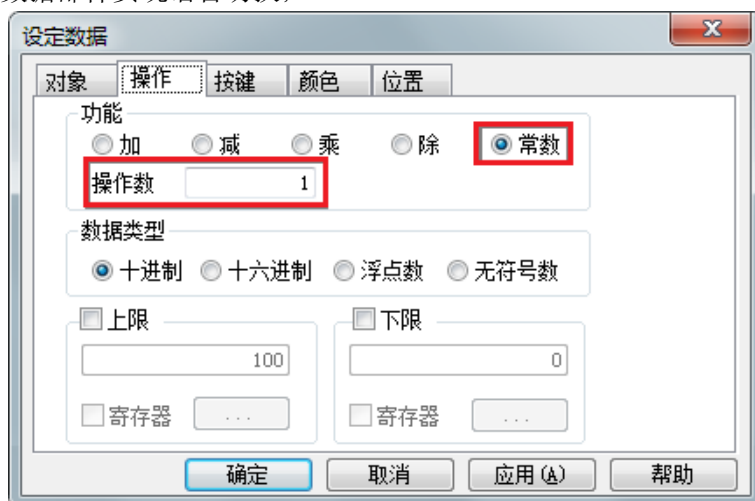 设定数据
对象 操作 按键 颜色 位置
功能
加 减 乘 除 常数
操作数 1
数据类型
十进制 十六进制 浮点数 无符号数
上限 下限
100 0
寄存器 ... 寄存器 ...
确定 取消 应用(A) 帮助